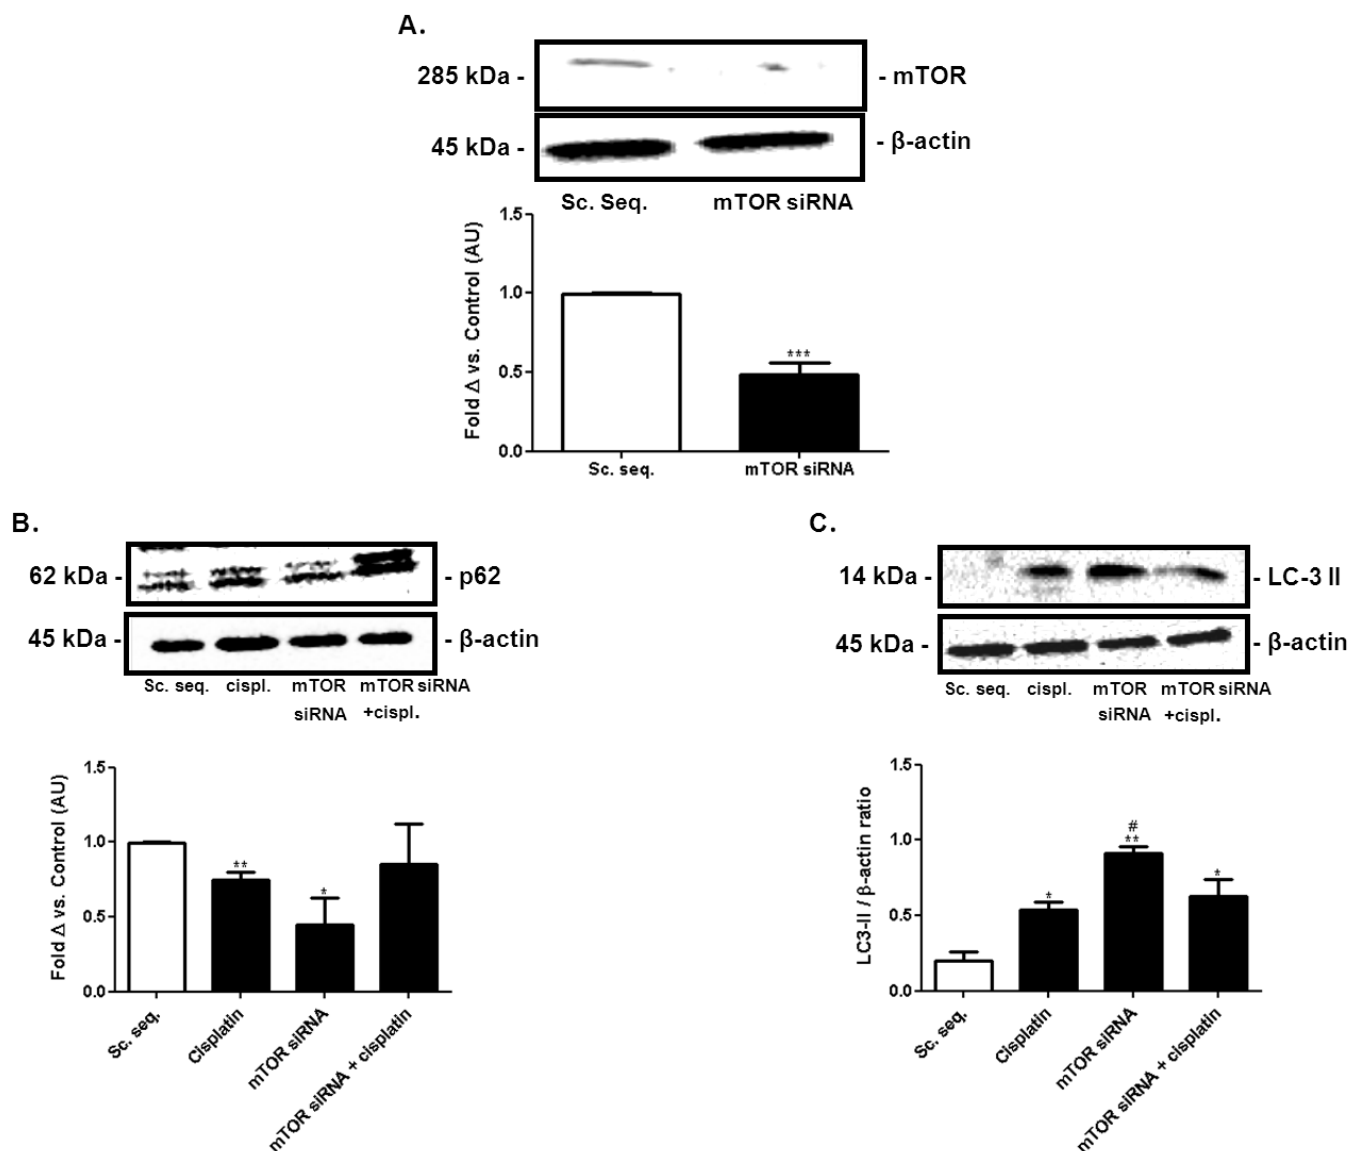 A.
285 kDa -
- mTOR
45 kDa -
- β-actin
Sc. Seq. mTOR siRNA
Fold Δ vs. Control (AU)
1.5
1.0
0.5
0.0
***
Sc. seq. mTOR siRNA
B.
62 kDa -
- p62
45 kDa -
- β-actin
Sc. seq. cispl. mTOR mTOR siRNA
siRNA +cispl.
Fold Δ vs. Control (AU)
1.5
1.0
0.5
0.0
**
*
Sc. seq.
Cisplatin
mTOR siRNA
mTOR siRNA + cisplatin
C.
14 kDa -
- LC-3 II
45 kDa -
- β-actin
Sc. seq. cispl. mTOR mTOR siRNA
siRNA +cispl.
LC3-II / β-actin ratio
1.5
1.0
0.5
0.0
*
#
**
*
Sc. seq.
Cisplatin
mTOR siRNA
mTOR siRNA + cisplatin